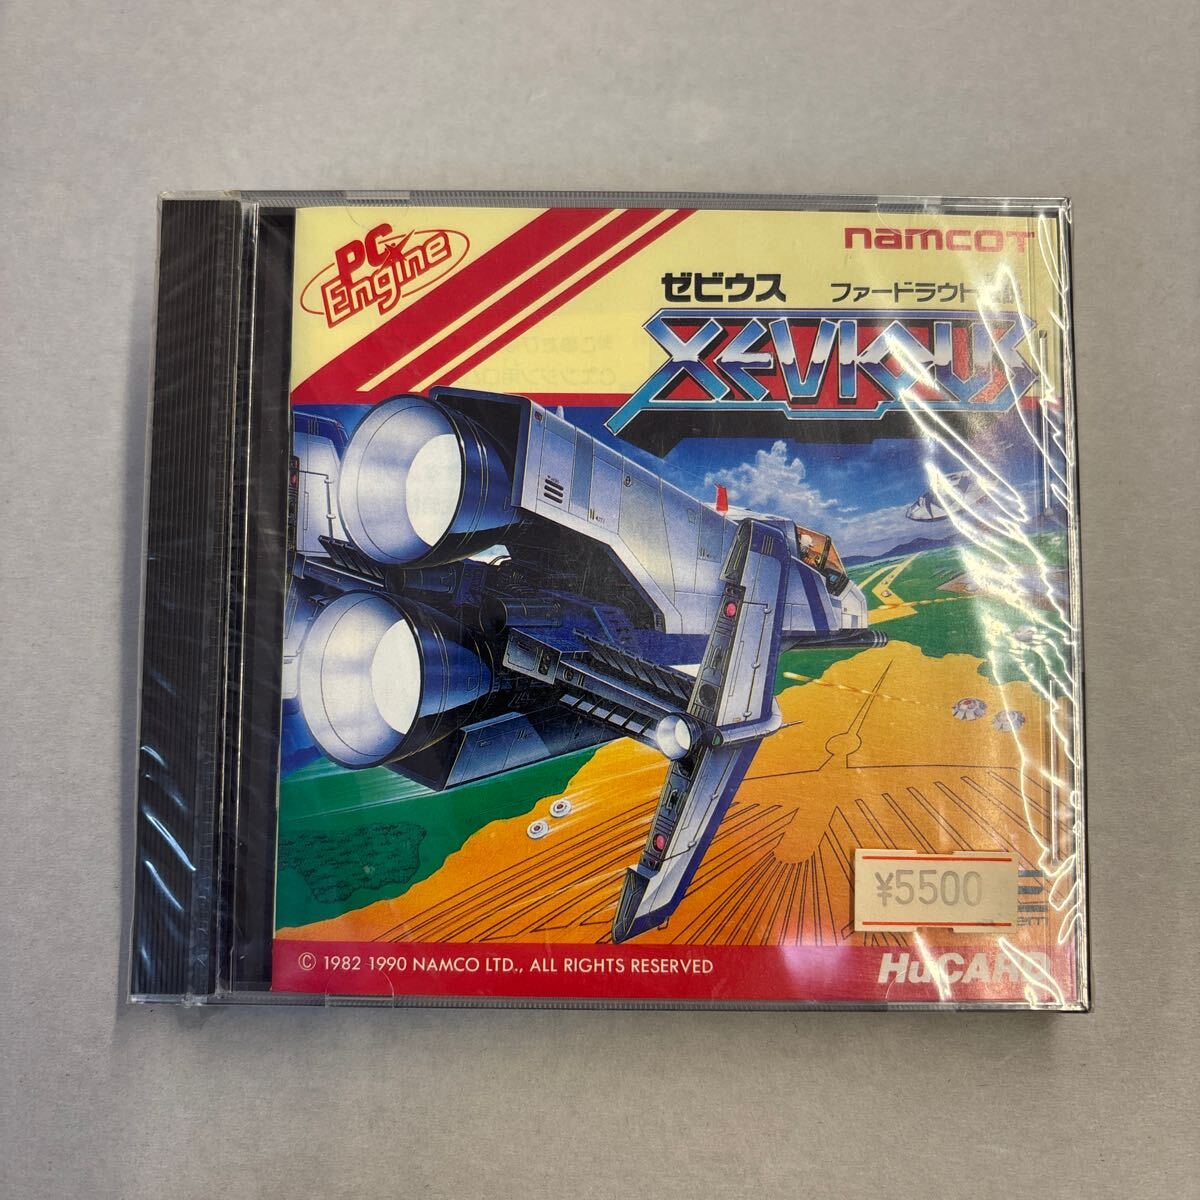 PC Engine
namcot
ゼビウス ファードラウト
XEVIOUS
¥5500
© 1982 1990 NAMCO LTD., ALL RIGHTS RESERVED
HuCARD